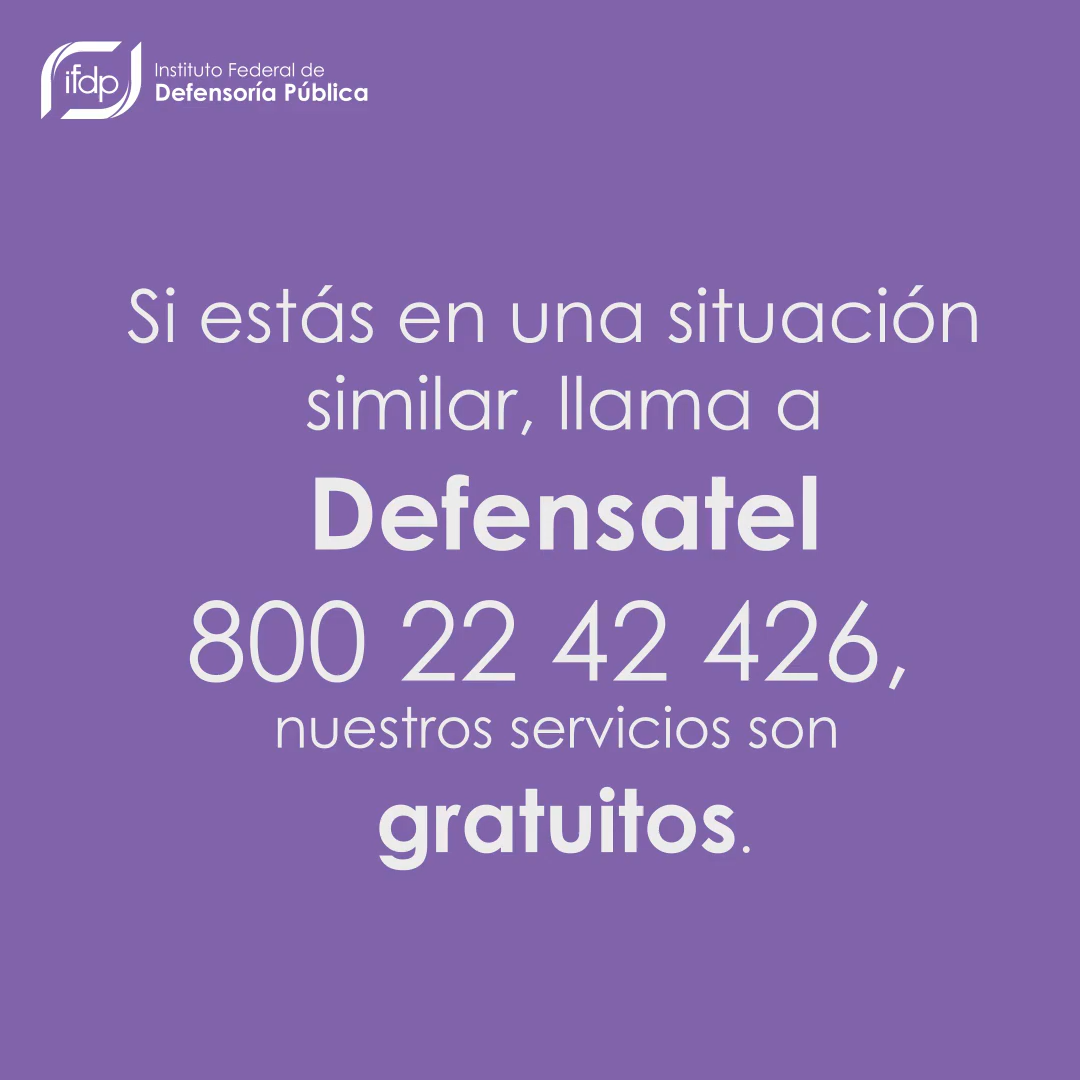 ifdp
Instituto Federal de
Defensoría Pública
Si estás en una situación
similar, llama a
Defensatel
800 22 42 426,
nuestros servicios son
gratuitos.